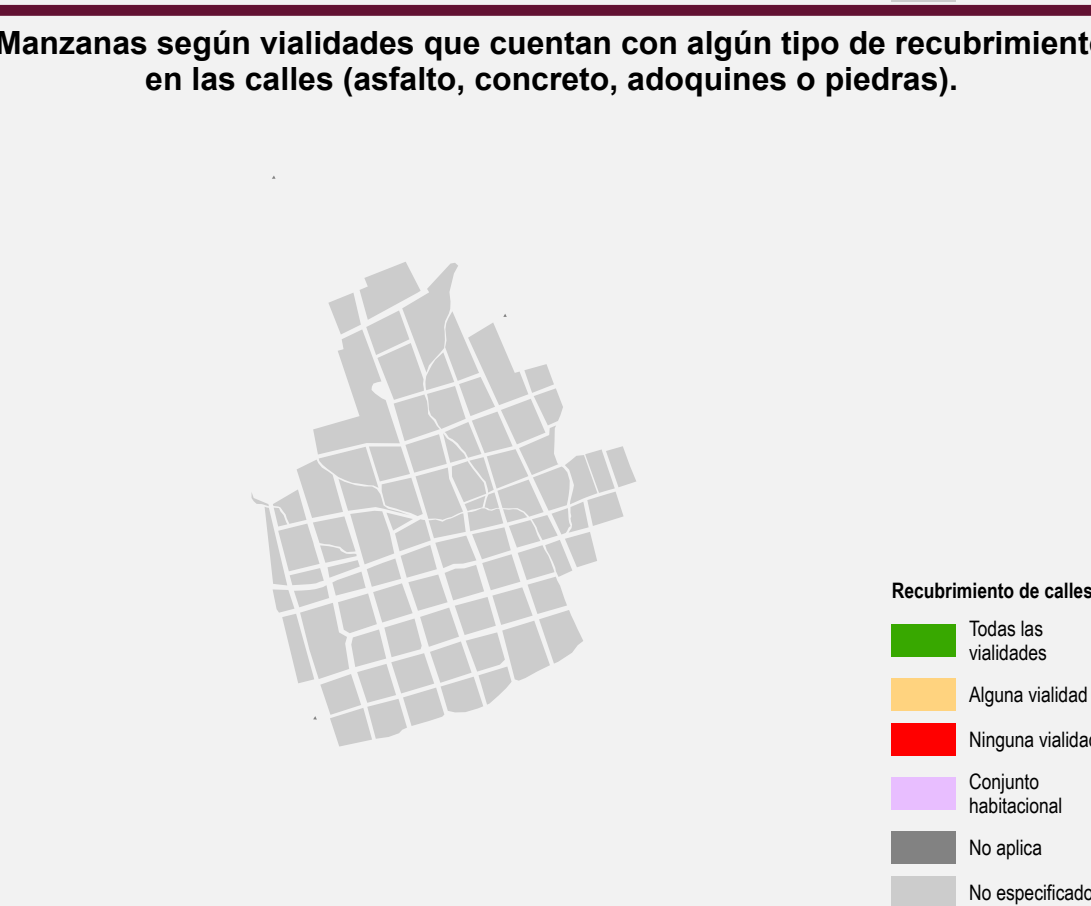 Manzanas según vialidades que cuentan con algún tipo de recubrimiento
en las calles (asfalto, concreto, adoquines o piedras).
Recubrimiento de calles
Todas las
vialidades
Alguna vialidad
Ninguna vialidad
Conjunto
habitacional
No aplica
No especificado